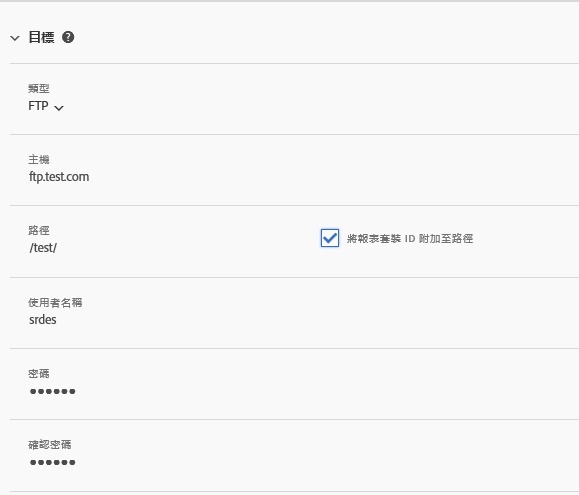 目標
類型
FTP
主機
ftp.test.com
路徑
/test/
將報表套裝 ID 附加至路徑
使用者名稱
srdes
密碼
••••••
確認密碼
••••••